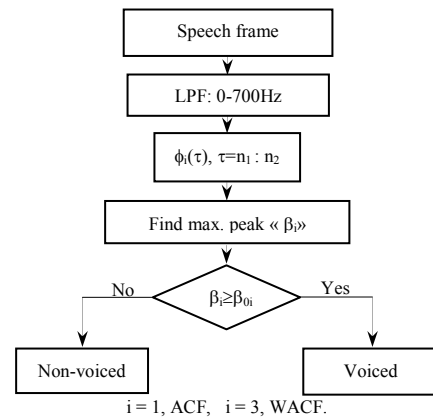 Speech frame
LPF: 0-700Hz
ϕᵢ(τ), τ=n₁ : n₂
Find max. peak « βᵢ»
βᵢ≥β₀ᵢ
No
Yes
Non-voiced
Voiced
i = 1, ACF, i = 3, WACF.